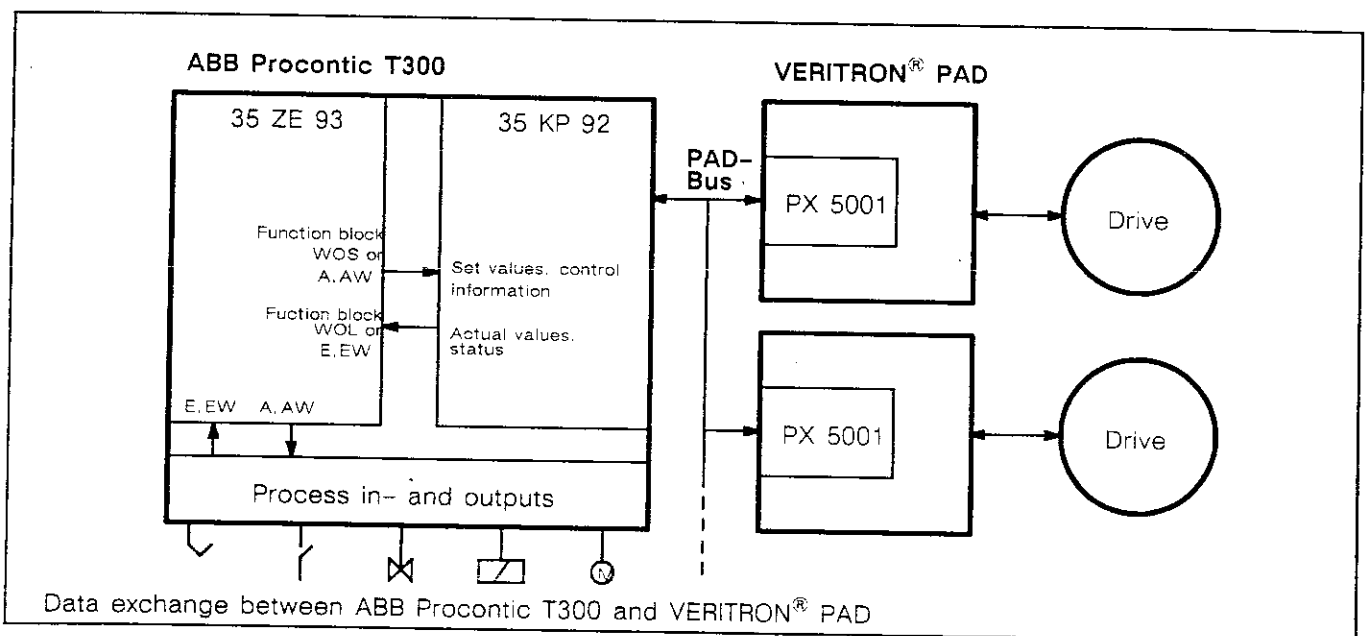 ABB Procontic T300
35 ZE 93
35 KP 92
Function block
WOS or
A,AW
Set values, control
information
Fuction block
WOL or
E,EW
Actual values,
status
E,EW A,AW
Process in- and outputs
VERITRON® PAD
PAD-
Bus
PX 5001
Drive
PX 5001
Drive
Data exchange between ABB Procontic T300 and VERITRON® PAD